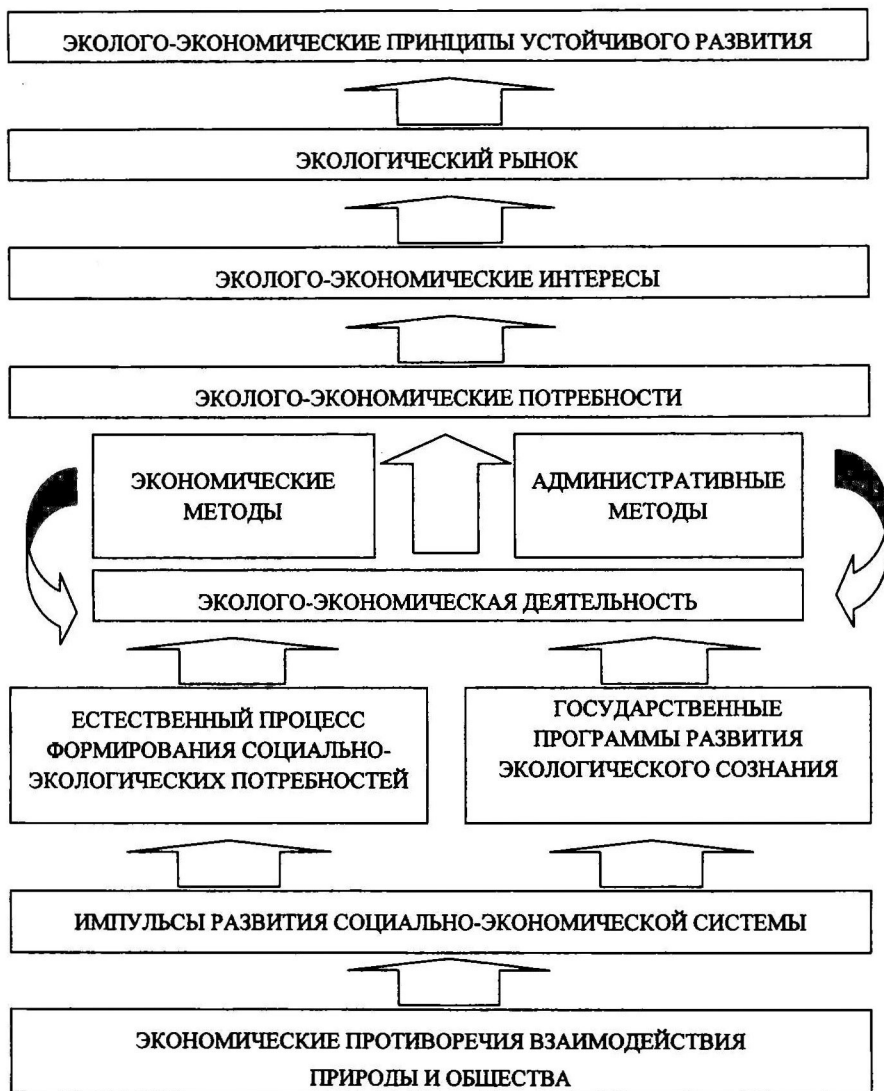 ЭКОЛОГО-ЭКОНОМИЧЕСКИЕ ПРИНЦИПЫ УСТОЙЧИВОГО РАЗВИТИЯ
ЭКОЛОГИЧЕСКИЙ РЫНОК
ЭКОЛОГО-ЭКОНОМИЧЕСКИЕ ИНТЕРЕСЫ
ЭКОЛОГО-ЭКОНОМИЧЕСКИЕ ПОТРЕБНОСТИ
ЭКОНОМИЧЕСКИЕ
МЕТОДЫ
АДМИНИСТРАТИВНЫЕ
МЕТОДЫ
ЭКОЛОГО-ЭКОНОМИЧЕСКАЯ ДЕЯТЕЛЬНОСТЬ
ЕСТЕСТВЕННЫЙ ПРОЦЕСС
ФОРМИРОВАНИЯ СОЦИАЛЬНО-
ЭКОЛОГИЧЕСКИХ ПОТРЕБНОСТЕЙ
ГОСУДАРСТВЕННЫЕ
ПРОГРАММЫ РАЗВИТИЯ
ЭКОЛОГИЧЕСКОГО СОЗНАНИЯ
ИМПУЛЬСЫ РАЗВИТИЯ СОЦИАЛЬНО-ЭКОНОМИЧЕСКОЙ СИСТЕМЫ
ЭКОНОМИЧЕСКИЕ ПРОТИВОРЕЧИЯ ВЗАИМОДЕЙСТВИЯ
ПРИРОДЫ И ОБЩЕСТВА